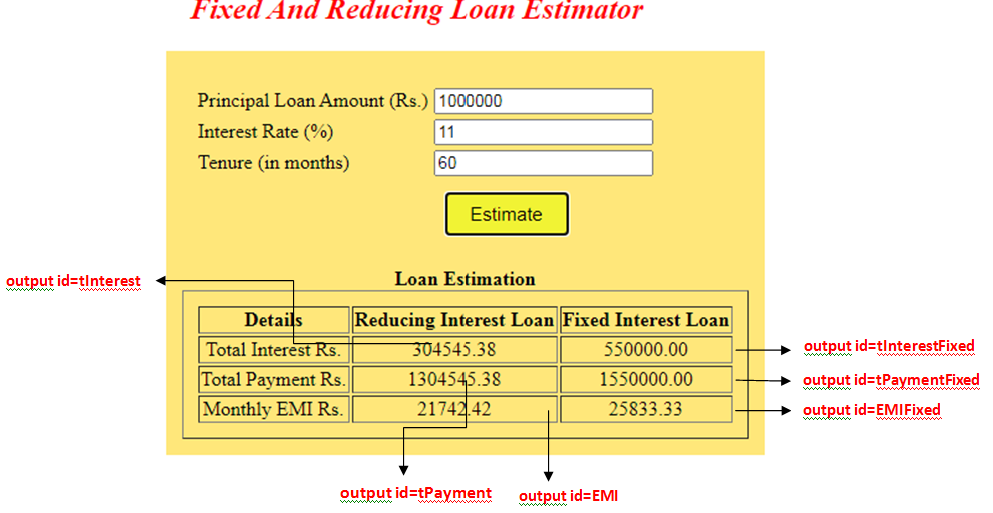 Fixed And Reducing Loan Estimator
Principal Loan Amount (Rs.) 1000000
Interest Rate (%) 11
Tenure (in months) 60
Estimate
output id=tInterest
Loan Estimation
Details Reducing Interest Loan Fixed Interest Loan
Total Interest Rs. 304545.38 550000.00 output id=tInterestFixed
Total Payment Rs. 1304545.38 1550000.00 output id=tPaymentFixed
Monthly EMI Rs. 21742.42 25833.33 output id=EMIFixed
output id=tPayment output id=EMI